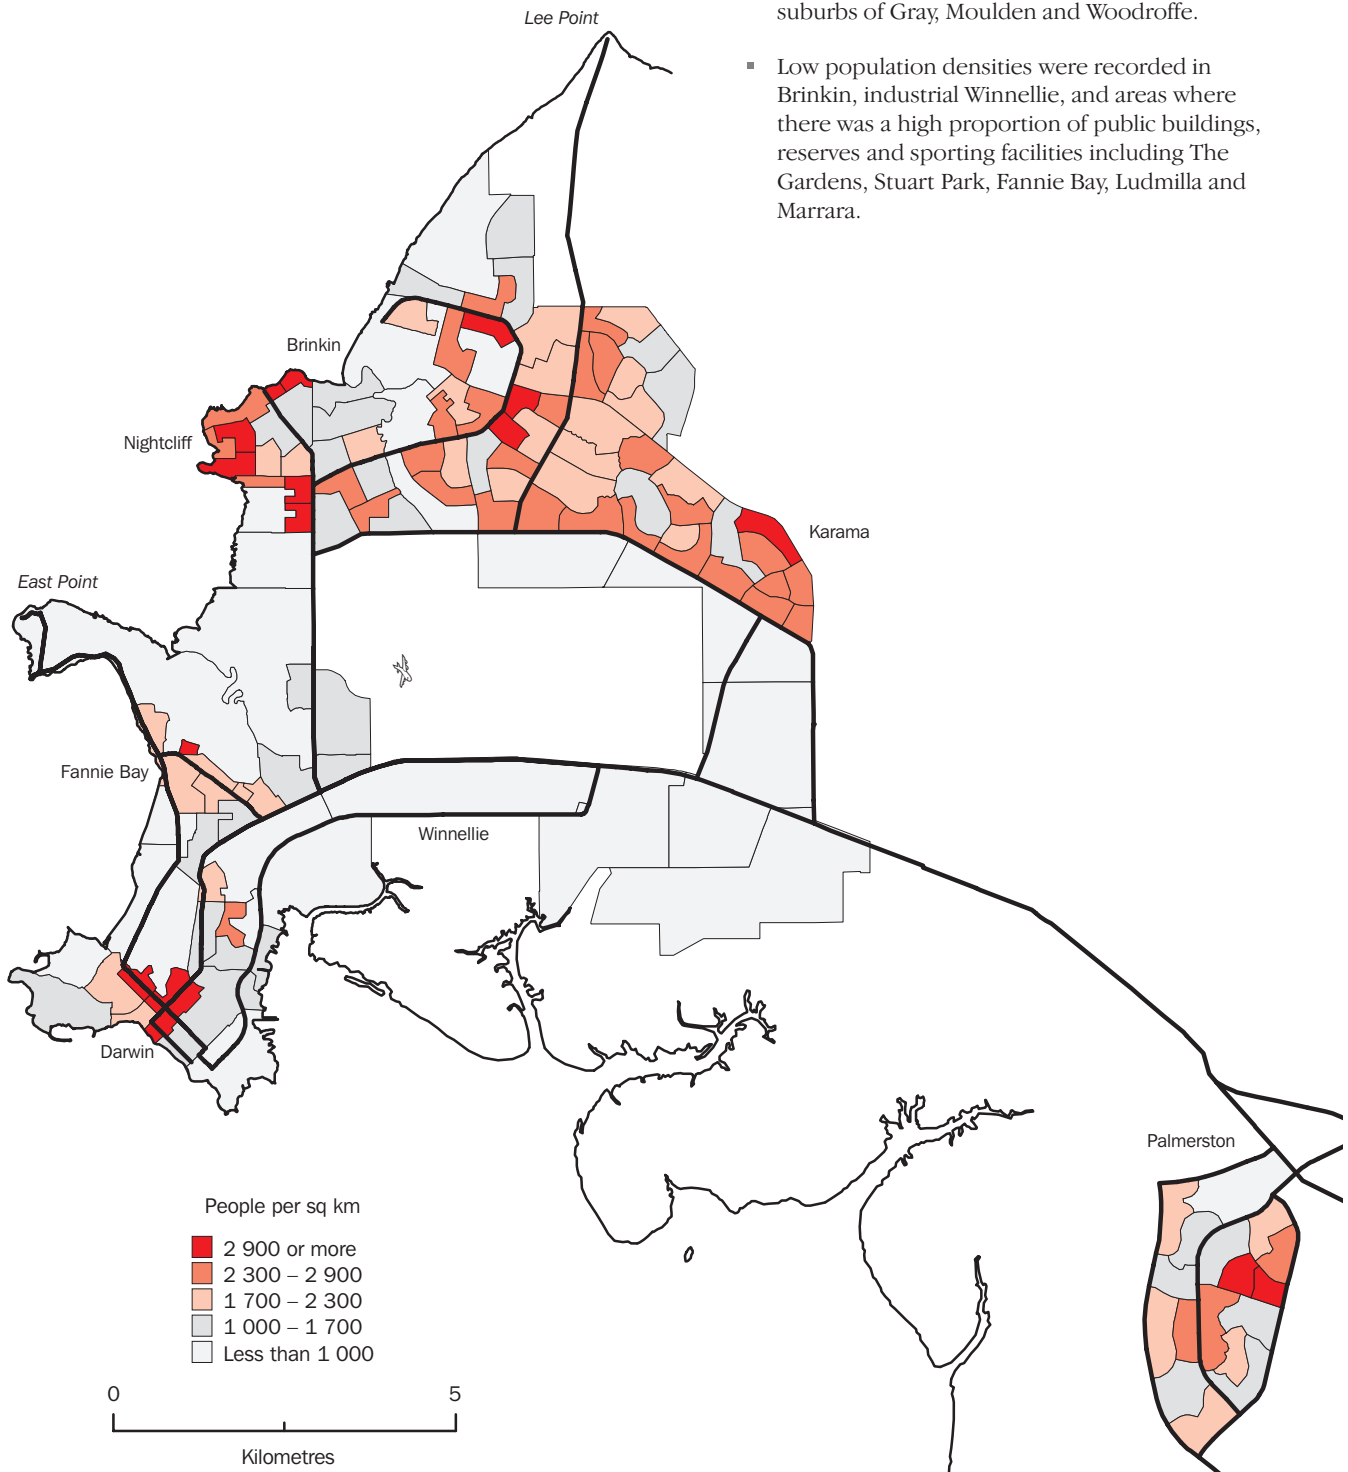 suburbs of Gray, Moulden and Woodroffe.
▪ Low population densities were recorded in
Brinkin, industrial Winnellie, and areas where
there was a high proportion of public buildings,
reserves and sporting facilities including The
Gardens, Stuart Park, Fannie Bay, Ludmilla and
Marrara.
Lee Point
Brinkin
Nightcliff
Karama
East Point
Fannie Bay
Winnellie
Darwin
Palmerston
People per sq km
2 900 or more
2 300 – 2 900
1 700 – 2 300
1 000 – 1 700
Less than 1 000
0 5
Kilometres